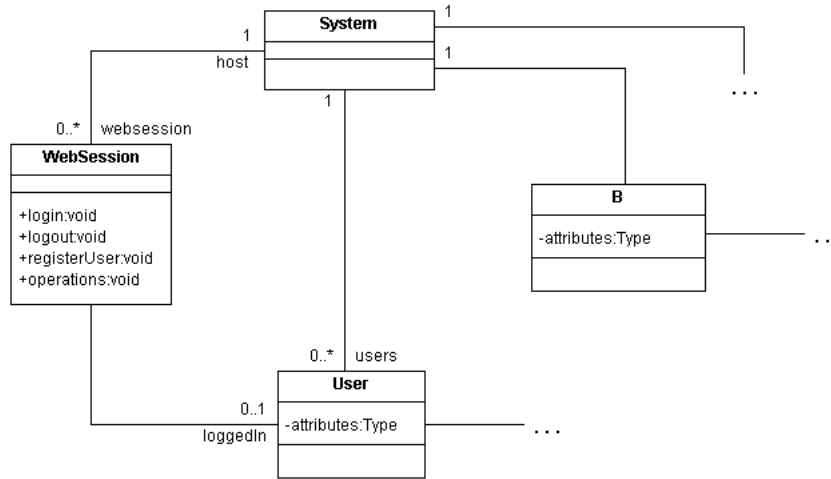 System
1
1
1
host
1
0..*
websession
WebSession
+login:void
+logout:void
+registerUser:void
+operations:void
...
B
-attributes:Type
..
0..*
users
User
-attributes:Type
0..1
loggedIn
...